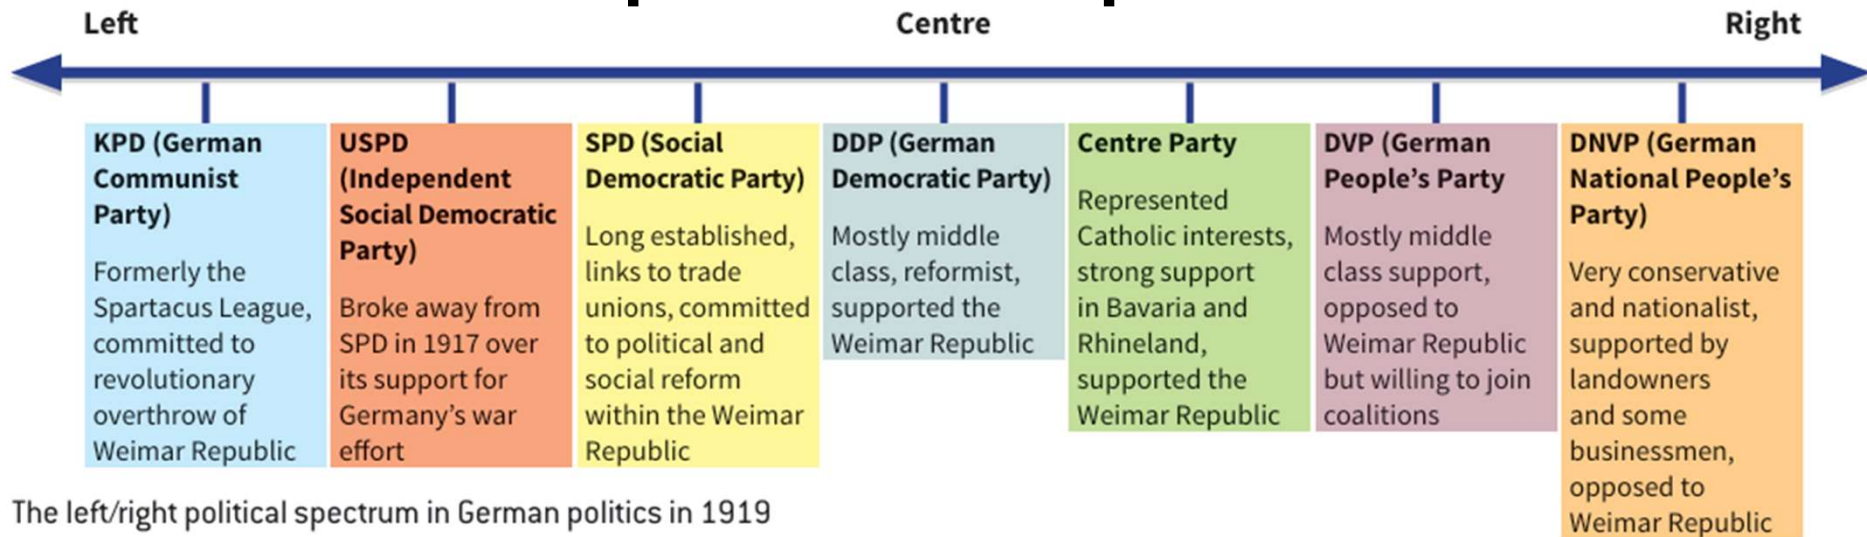 Left
Centre
Right
KPD (German
Communist
Party)
Formerly the
Spartacus League,
committed to
revolutionary
overthrow of
Weimar Republic
USPD
(Independent
Social Democratic
Party)
Broke away from
SPD in 1917 over
its support for
Germany's war
effort
SPD (Social
Democratic Party)
Long established,
links to trade
unions, committed
to political and
social reform
within the Weimar
Republic
DDP (German
Democratic Party)
Mostly middle
class, reformist,
supported the
Weimar Republic
Centre Party
Represented
Catholic interests,
strong support
in Bavaria and
Rhineland,
supported the
Weimar Republic
DVP (German
People's Party
Mostly middle
class support,
opposed to
Weimar Republic
but willing to join
coalitions
DNVP (German
National People's
Party)
Very conservative
and nationalist,
supported by
landowners
and some
businessmen,
opposed to
Weimar Republic
The left/right political spectrum in German politics in 1919